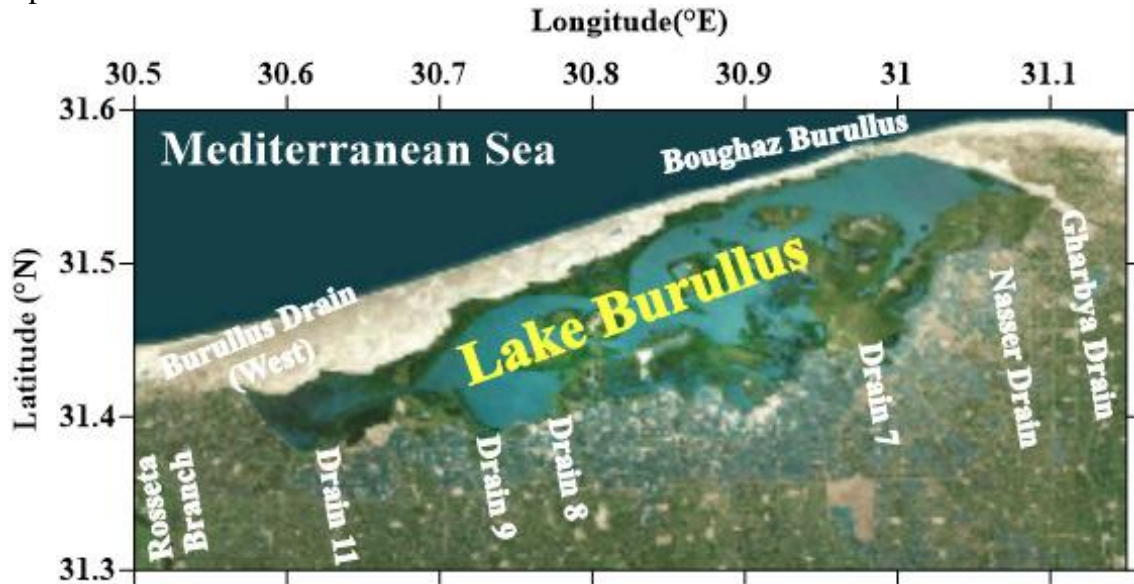 Longitude(°E)
30.5 30.6 30.7 30.8 30.9 31 31.1
31.6
31.5
31.4
31.3
Latitude (°N)
Mediterranean Sea
Boughaz Burullus
Lake Burullus
Burullus Drain
(West)
Rosseta
Branch
Drain 11
Drain 9
Drain 8
Drain 7
Nasser Drain
Gharbya Drain